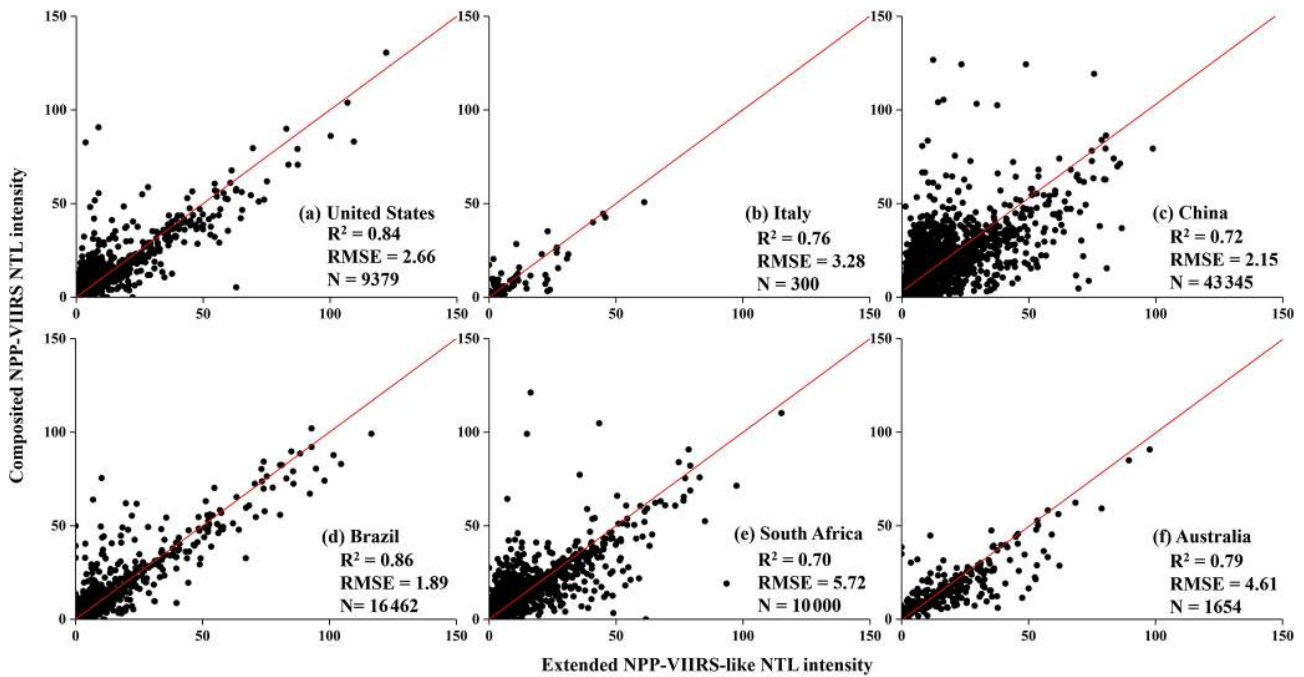 Composited NPP-VIIRS NTL intensity
150
100
50
0
0
50
100
150
(a) United States
R² = 0.84
RMSE = 2.66
N = 9379
150
100
50
0
0
50
100
150
(b) Italy
R² = 0.76
RMSE = 3.28
N = 300
150
100
50
0
0
50
100
150
(c) China
R² = 0.72
RMSE = 2.15
N = 43345
150
100
50
0
0
50
100
150
(d) Brazil
R² = 0.86
RMSE = 1.89
N= 16462
150
100
50
0
0
50
100
150
(e) South Africa
R² = 0.70
RMSE = 5.72
N = 10000
150
100
50
0
0
50
100
150
(f) Australia
R² = 0.79
RMSE = 4.61
N = 1654
Extended NPP-VIIRS-like NTL intensity